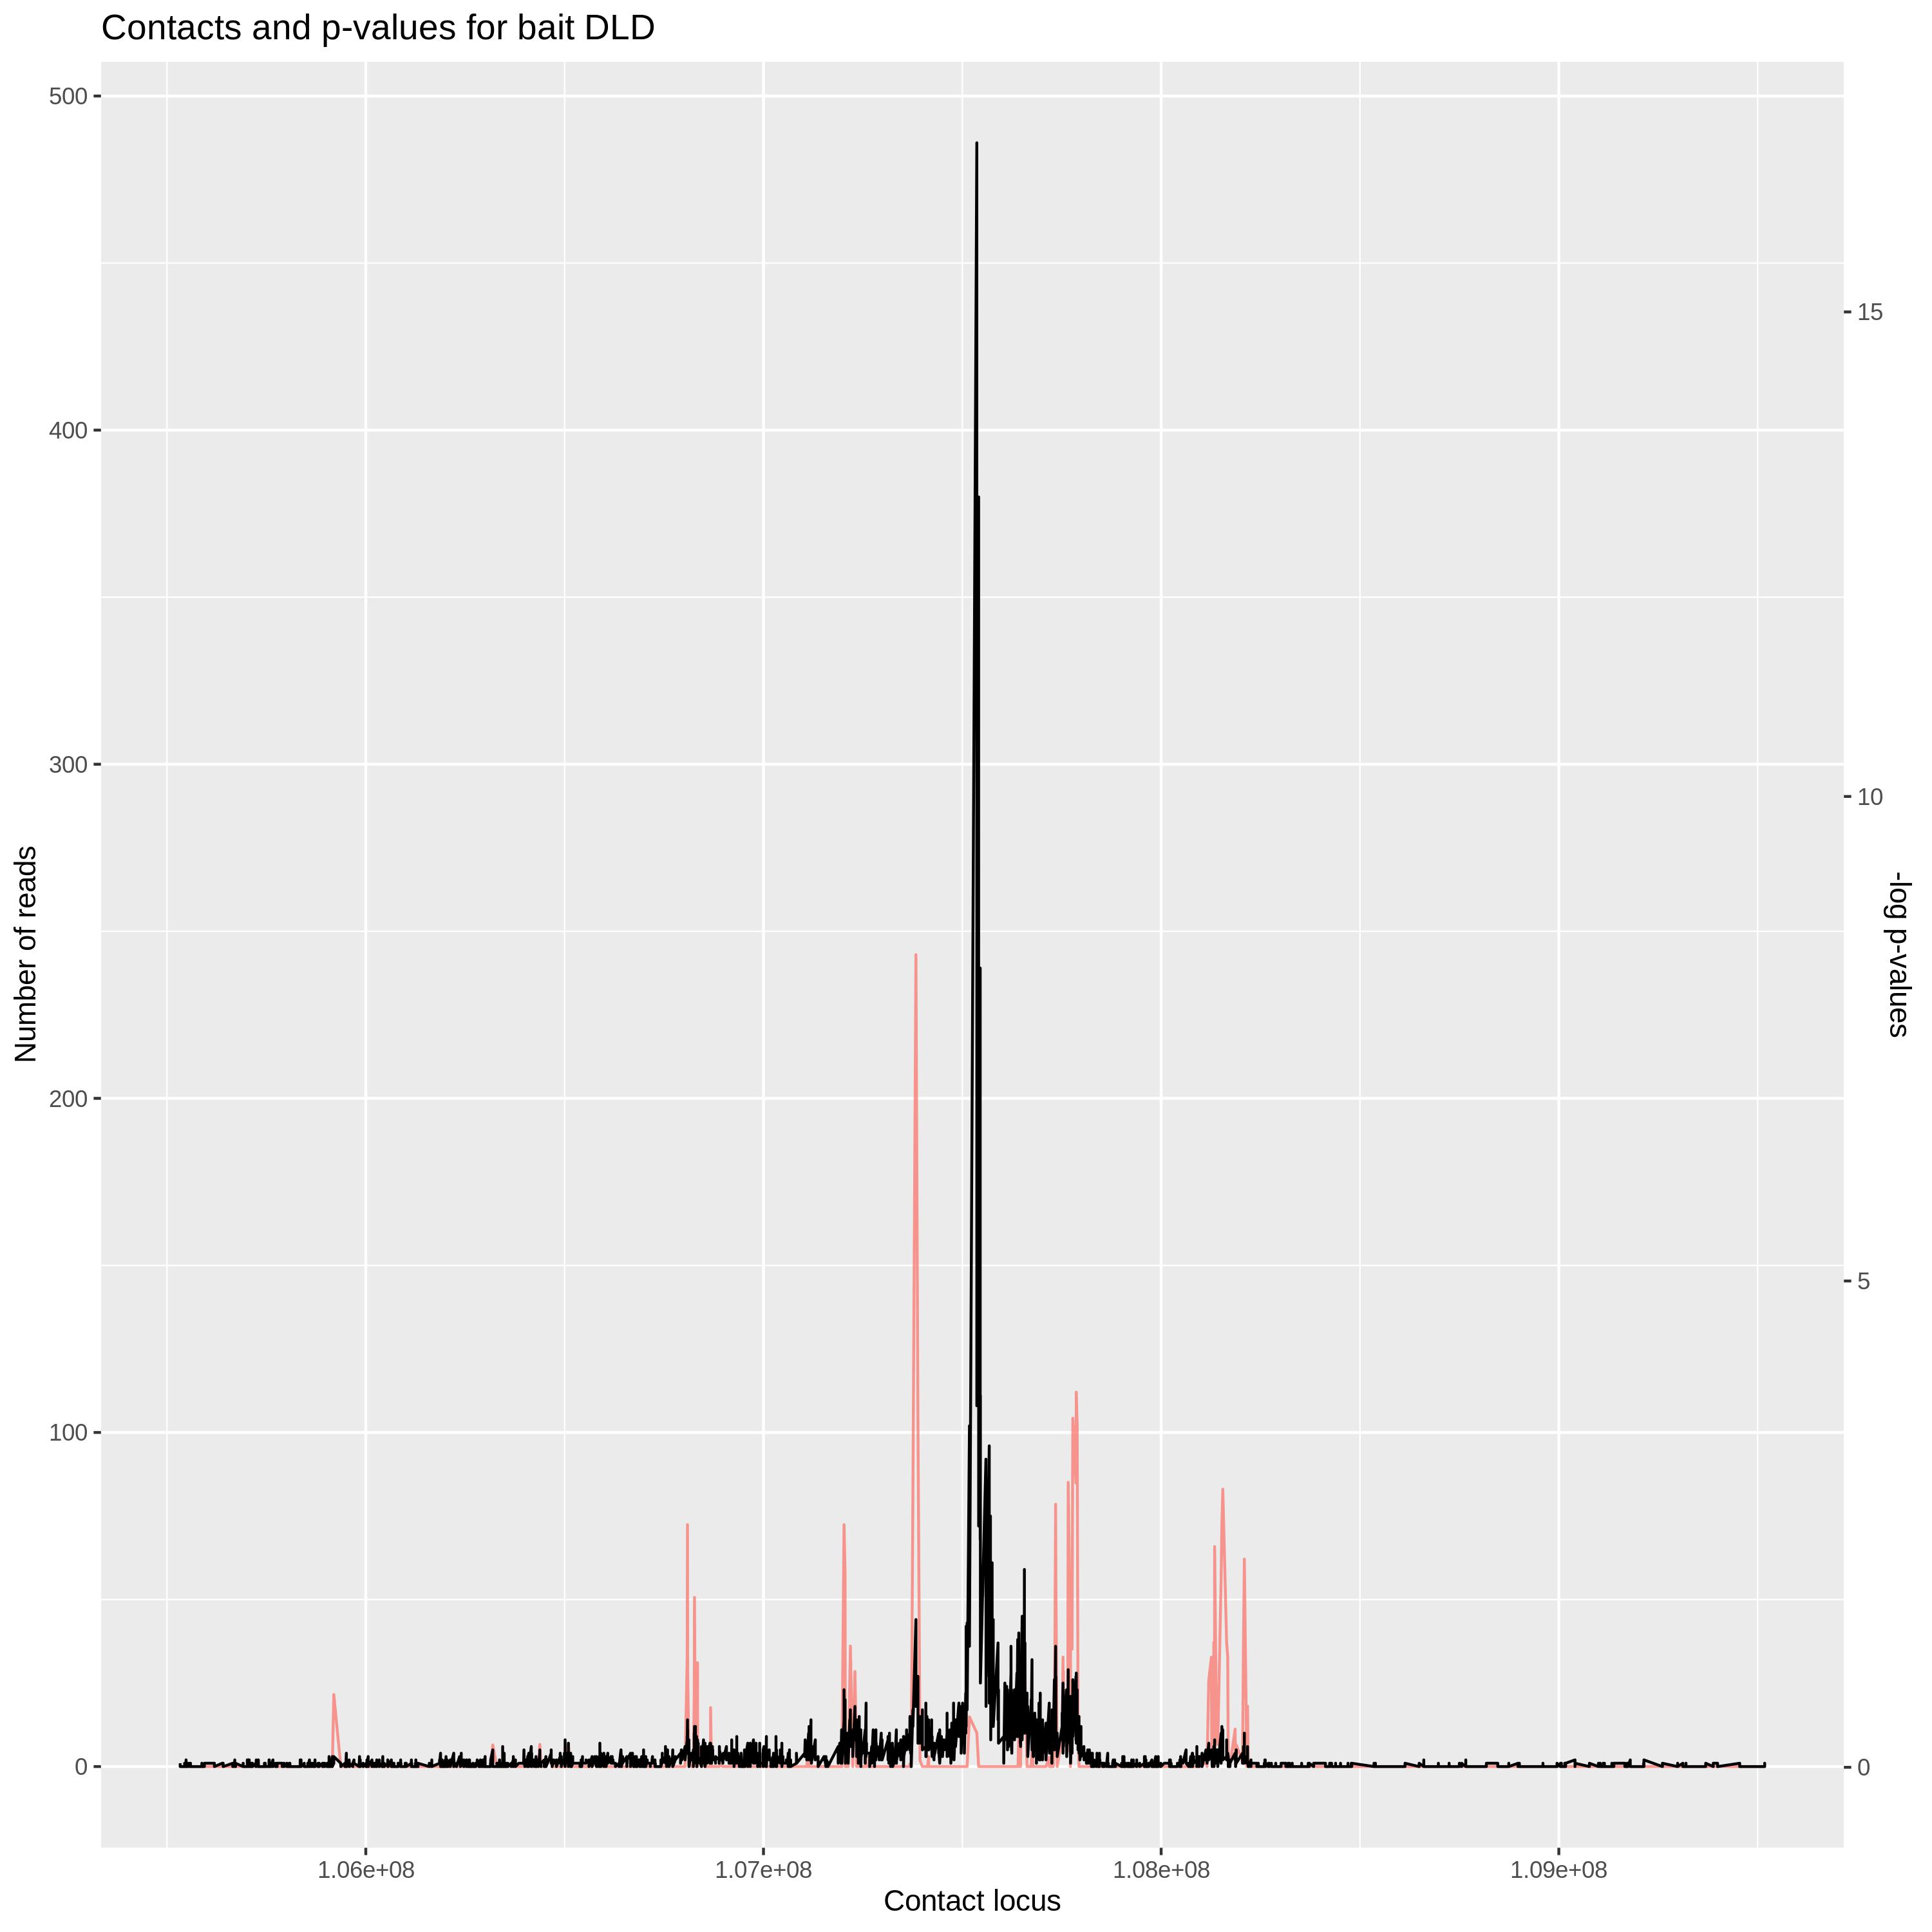 Contacts and p-values for bait DLD
500
400
300
200
100
0
Number of reads
15
10
5
0
-log p-values
1.06e+08
1.07e+08
1.08e+08
1.09e+08
Contact locus